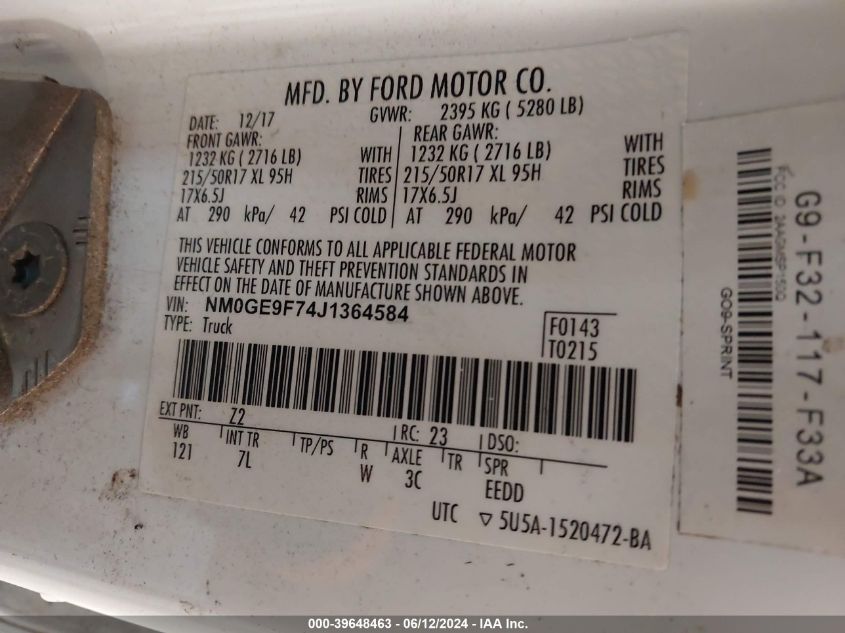 MFD. BY FORD MOTOR CO.
DATE: 12/17 GVWR: 2395 KG ( 5280 LB)
FRONT GAWR: REAR GAWR:
1232 KG ( 2716 LB) WITH 1232 KG ( 2716 LB) WITH
215/50R17 XL 95H TIRES 215/50R17 XL 95H TIRES
17X6.5J RIMS 17X6.5J RIMS
AT 290 kPa/ 42 PSI COLD AT 290 kPa/ 42 PSI COLD
THIS VEHICLE CONFORMS TO ALL APPLICABLE FEDERAL MOTOR
VEHICLE SAFETY AND THEFT PREVENTION STANDARDS IN
EFFECT ON THE DATE OF MANUFACTURE SHOWN ABOVE.
VIN: NM0GE9F74J1364584
TYPE: Truck
F0143
T0215
EXT PNT: Z2 RC: 23 DSO:
WB INT TR TP/PS R AXLE TR SPR
121 7L W 3C EEDD
UTC ▽ 5U5A-1520472-BA
G9-F32-117-F33A
FCC ID
GO9-SPRINT
000-39648463 - 06/12/2024 - IAA Inc.